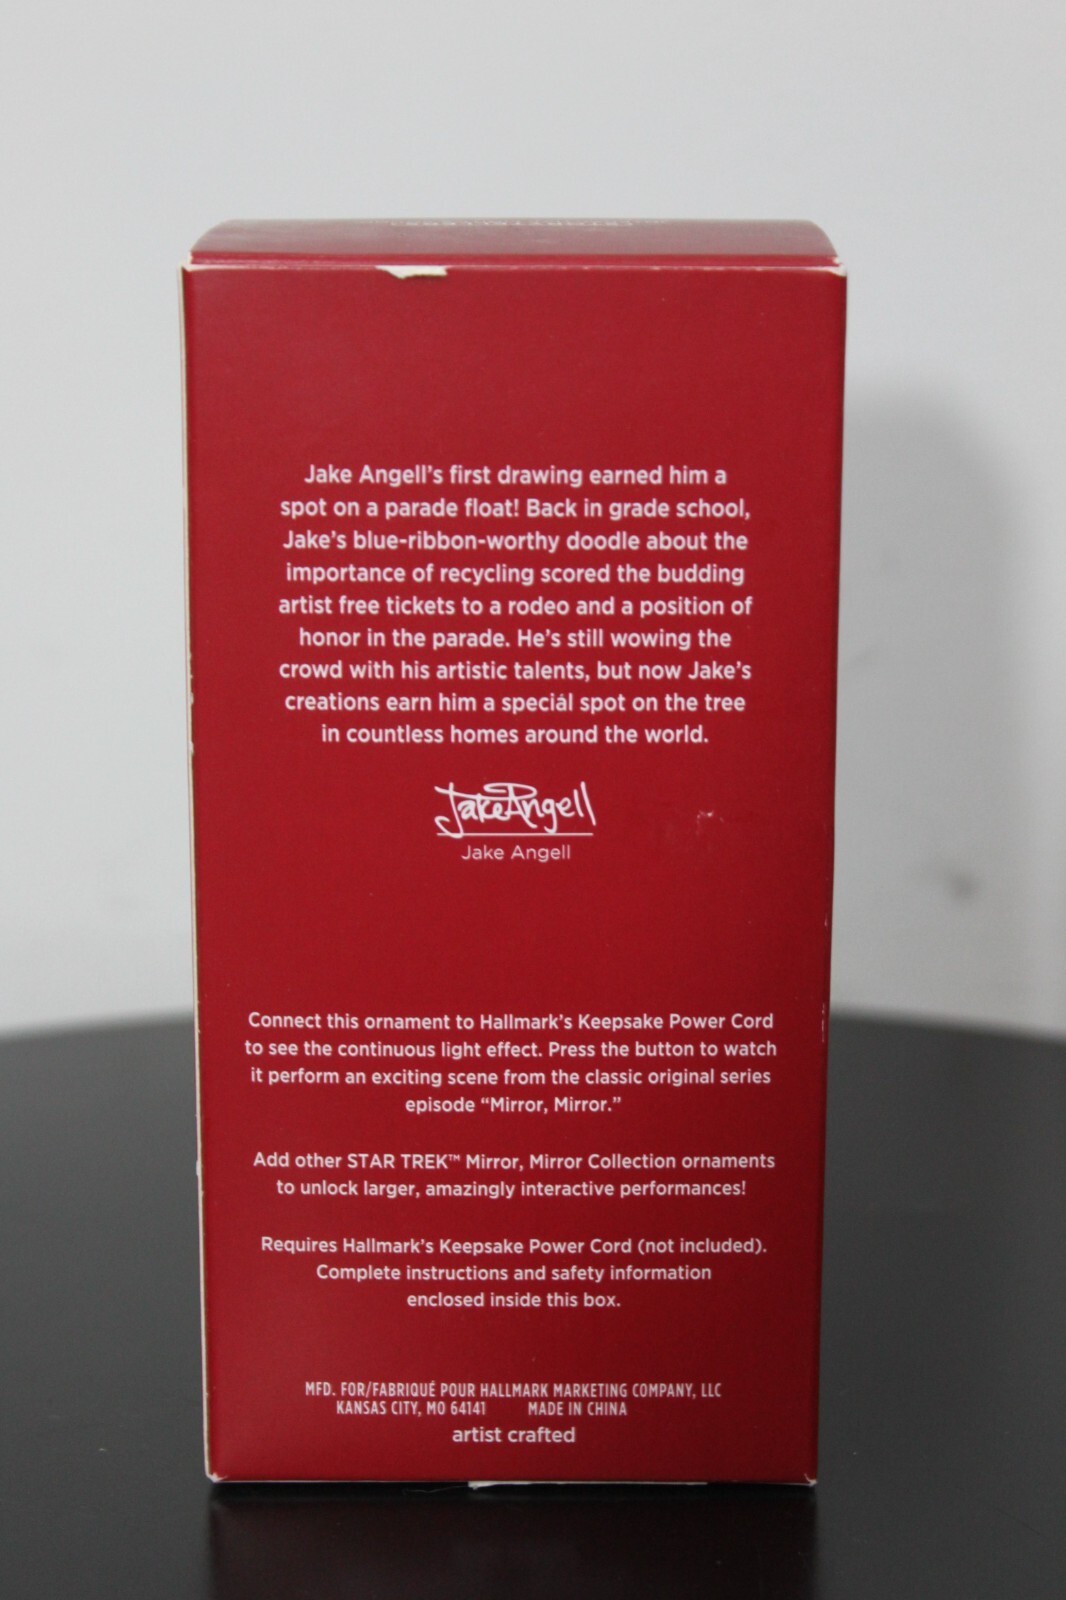 Jake Angell's first drawing earned him a
spot on a parade float! Back in grade school,
Jake's blue-ribbon-worthy doodle about the
importance of recycling scored the budding
artist free tickets to a rodeo and a position of
honor in the parade. He's still wowing the
crowd with his artistic talents, but now Jake's
creations earn him a special spot on the tree
in countless homes around the world.
Jake Angell
Jake Angell
Connect this ornament to Hallmark's Keepsake Power Cord
to see the continuous light effect. Press the button to watch
it perform an exciting scene from the classic original series
episode “Mirror, Mirror.”
Add other STAR TREK™ Mirror, Mirror Collection ornaments
to unlock larger, amazingly interactive performances!
Requires Hallmark's Keepsake Power Cord (not included).
Complete instructions and safety information
enclosed inside this box.
MFD. FOR/FABRIQUÉ POUR HALLMARK MARKETING COMPANY, LLC
KANSAS CITY, MO 64141 MADE IN CHINA
artist crafted